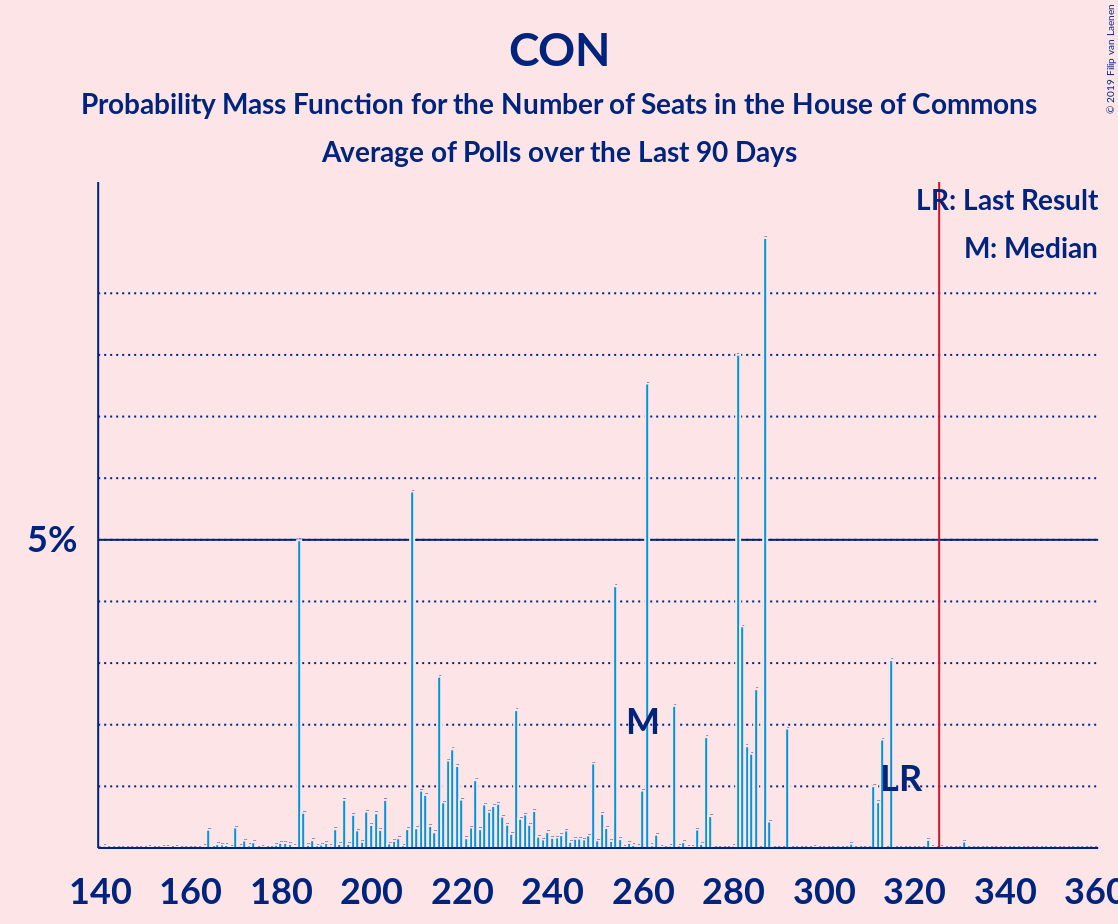 CON
Probability Mass Function for the Number of Seats in the House of Commons
Average of Polls over the Last 90 Days
© 2019 Filip van Laenen
LR: Last Result
M: Median
5%
M
LR
140 160 180 200 220 240 260 280 300 320 340 360